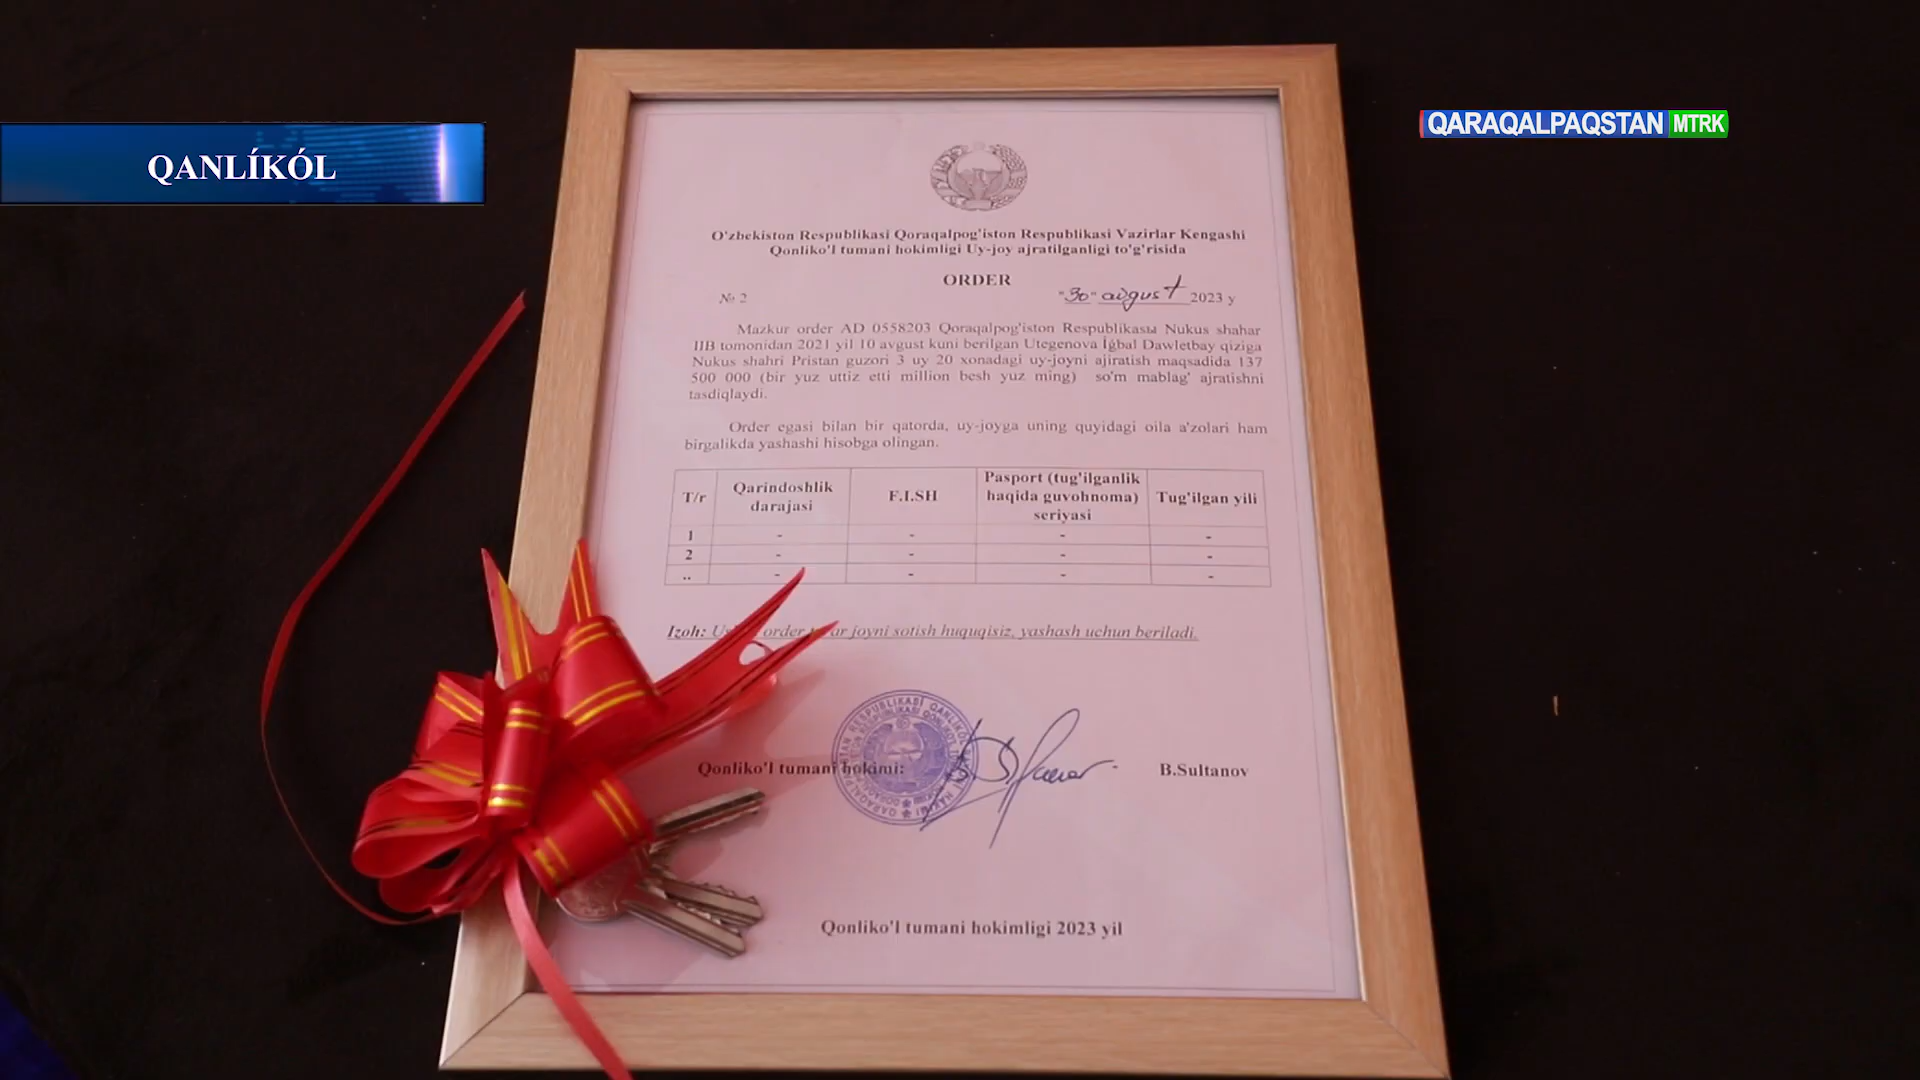 QANLÍKÓL
QARAQALPAQSTAN MTRK
O'zbekiston Respublikasi Qoraqalpog'iston Respublikasi Vazirlar Kengashi
Qonliko'l tumani hokimligi Uy-joy ajratilganligi to'g'risida
ORDER
№ 2 "30" avgust 2023 y
Mazkur order AD 0558203 Qoraqalpog'iston Respublikasы Nukus shahar
IIB tomonidan 2021 yil 10 avgust kuni berilgan Utegenova İǵbal Dawletbay qiziga
Nukus shahri Pristan guzori 3 uy 20 xonadagi uy-joyni ajiratish maqsadida 137
500 000 (bir yuz uttiz etti million besh yuz ming) so'm mablag' ajratishni
tasdiqlaydi.
Order egasi bilan bir qatorda, uy-joyga uning quyidagi oila a'zolari ham
birgalikda yashashi hisobga olingan.
T/r Qarindoshlik darajasi F.I.SH Pasport (tug'ilganlik haqida guvohnoma) seriyasi Tug'ilgan yili
1 - - - -
2 - - - -
.. - - - -
Izoh: order joyni sotish huquqisiz, yashash uchun beriladi.
Qonliko'l tumani hokimi: B.Sultanov
Qonliko'l tumani hokimligi 2023 yil